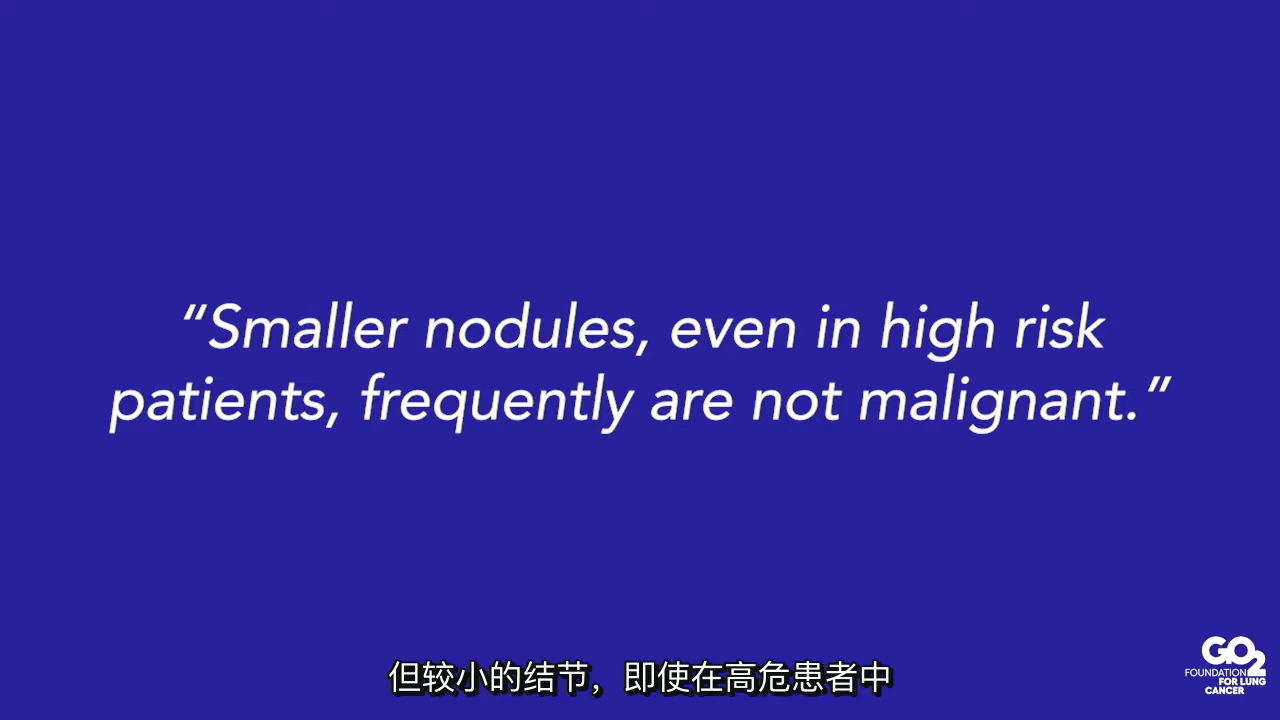 “Smaller nodules, even in high risk
patients, frequently are not malignant.”
但较小的结节，即使在高危患者中
GO2
FOUNDATION
FOR LUNG
CANCER